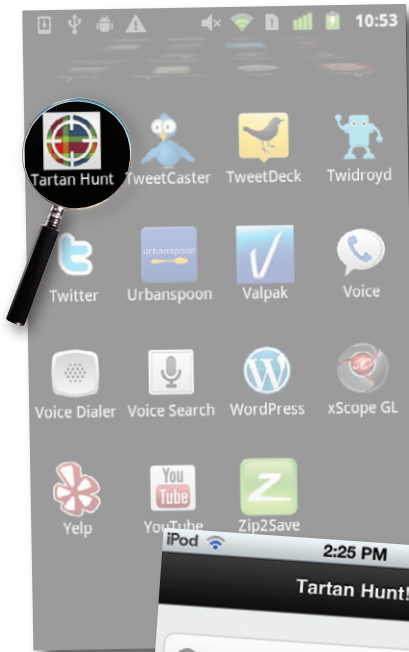 10:53
Tartan Hunt TweetCaster TweetDeck Twidroyd
urbanspoon
Twitter Urbanspoon Valpak Voice
Voice Dialer Voice Search WordPress xScope GL
You
Tube
Yelp YouTube Zip2Save
iPod 2:25 PM
Tartan Hunt!